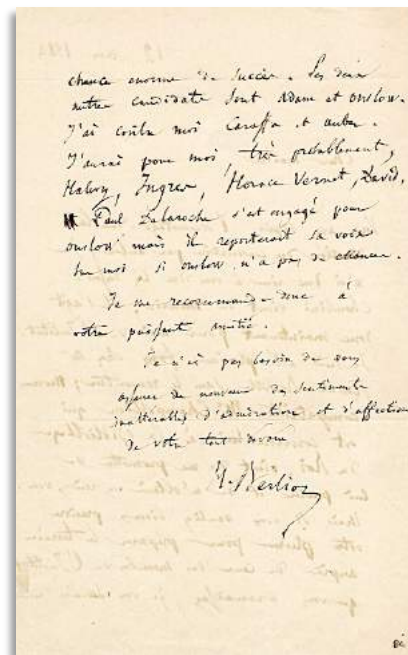 chance enorme de succès. Les deux
autres candidats sont Adam et onslow.
J'ai contre moi Caraffa et auber.
J'aurai pour moi, très probablement,
Halevy, Ingres, Horace Vernet, David.
Paul Delaroche s'est engagé pour
onslow mais il reporterait sa voix
sur moi si onslow n'a pas de chances.
Je me recommande donc à
votre puissante amitié.
Je n'ai pas besoin de vous
assurer de nouveau des sentiments
inaltérables d'admiration et d'affection
de votre tout dévoué
H. Berlioz